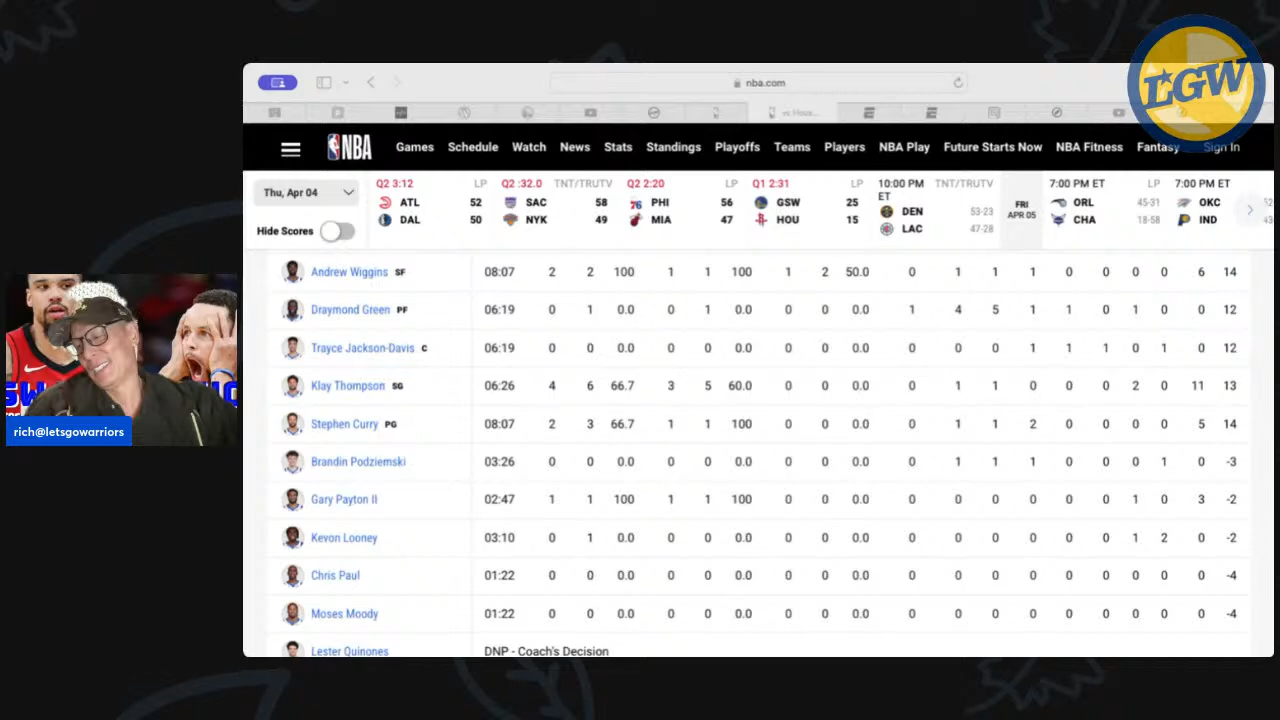 LGW
nba.com
NBA Games Schedule Watch News Stats Standings Playoffs Teams Players NBA Play Future Starts Now NBA Fitness Fantasy Sign In
Thu, Apr 04
Hide Scores
Q2 3:12 LP
ATL 52
DAL 50
Q2 :32.0 TNT/TRUTV
SAC 58
NYK 49
Q2 2:20 LP
PHI 56
MIA 47
Q1 2:31 LP
GSW 25
HOU 15
10:00 PM ET TNT/TRUTV
DEN 53-23
LAC 47-28
FRI
APR 05
7:00 PM ET LP
ORL 45-31
CHA 18-58
7:00 PM ET
OKC
IND
Andrew Wiggins SF 08:07 2 2 100 1 1 100 1 2 50.0 0 1 1 1 0 0 0 0 6 14
Draymond Green PF 06:19 0 1 0.0 0 1 0.0 0 0 0.0 1 4 5 1 1 0 1 0 0 12
Trayce Jackson-Davis C 06:19 0 0 0.0 0 0 0.0 0 0 0.0 0 0 0 1 1 1 0 1 0 12
Klay Thompson SG 06:26 4 6 66.7 3 5 60.0 0 0 0.0 0 1 1 0 0 0 2 0 11 13
Stephen Curry PG 08:07 2 3 66.7 1 1 100 0 0 0.0 0 1 1 2 0 0 0 0 5 14
Brandin Podziemski 03:26 0 0 0.0 0 0 0.0 0 0 0.0 0 1 1 1 0 0 0 1 0 -3
Gary Payton II 02:47 1 1 100 1 1 100 0 0 0.0 0 0 0 0 0 0 1 0 3 -2
Kevon Looney 03:10 0 1 0.0 0 0 0.0 0 0 0.0 0 0 0 0 0 0 1 2 0 -2
Chris Paul 01:22 0 0 0.0 0 0 0.0 0 0 0.0 0 0 0 0 0 0 0 0 0 -4
Moses Moody 01:22 0 0 0.0 0 0 0.0 0 0 0.0 0 0 0 0 0 0 0 0 0 -4
Lester Quinones DNP - Coach's Decision
rich@letsgowarriors